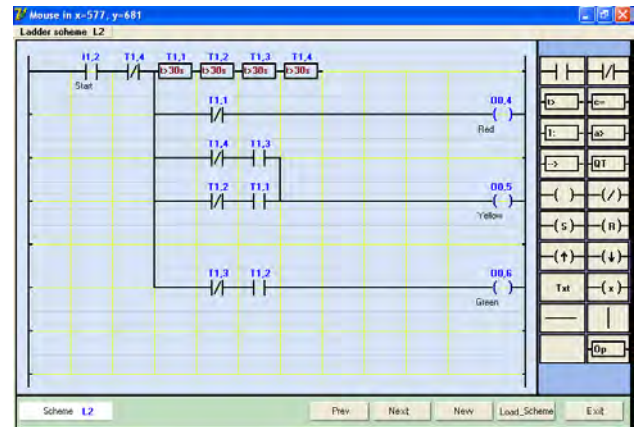 Mouse in x=577, y=681
Ladder scheme L2
I1,2 T1,4 T1,1 T1,2 T1,3 T1,4
t>30s t>30s t>30s t>30s
Start
T1,1 O0,4
Red
T1,4 T1,3
T1,2 T1,1 O0,5
Yellow
T1,3 T1,2 O0,6
Green
t> c=
1: a>
--> QT
( ) (/)
(S) (R)
(↑) (↓)
Txt (x)
Op
Scheme L2 Prev Next New Load_Scheme Exit